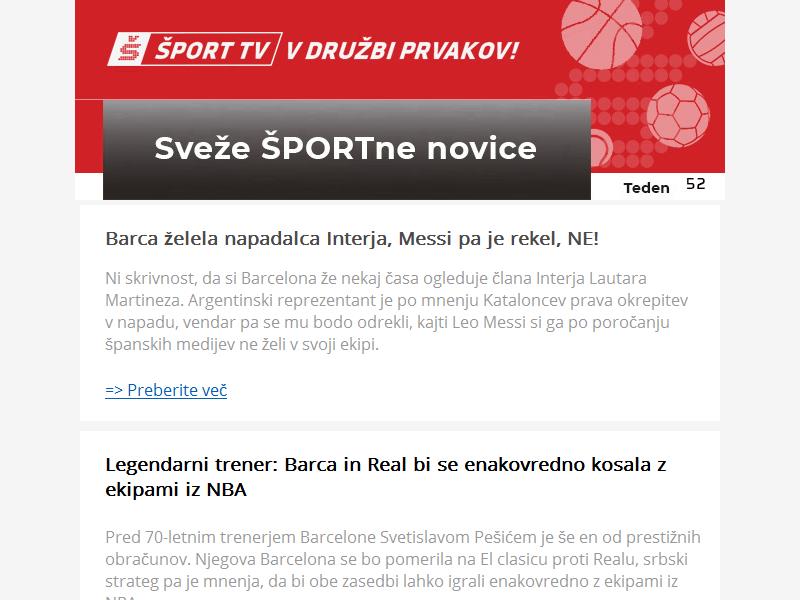 Š ŠPORT TV V DRUŽBI PRVAKOV!
Sveže ŠPORTne novice
Teden 52
Barca želela napadalca Interja, Messi pa je rekel, NE!
Ni skrivnost, da si Barcelona že nekaj časa ogleduje člana Interja Lautara
Martineza. Argentinski reprezentant je po mnenju Kataloncev prava okrepitev
v napadu, vendar pa se mu bodo odrekli, kajti Leo Messi si ga po poročanju
španskih medijev ne želi v svoji ekipi.
=> Preberite več
Legendarni trener: Barca in Real bi se enakovredno kosala z
ekipami iz NBA
Pred 70-letnim trenerjem Barcelone Svetislavom Pešićem je še en od prestižnih
obračunov. Njegova Barcelona se bo pomerila na El clasicu proti Realu, srbski
strateg pa je mnenja, da bi obe zasedbi lahko igrali enakovredno z ekipami iz
NBA.